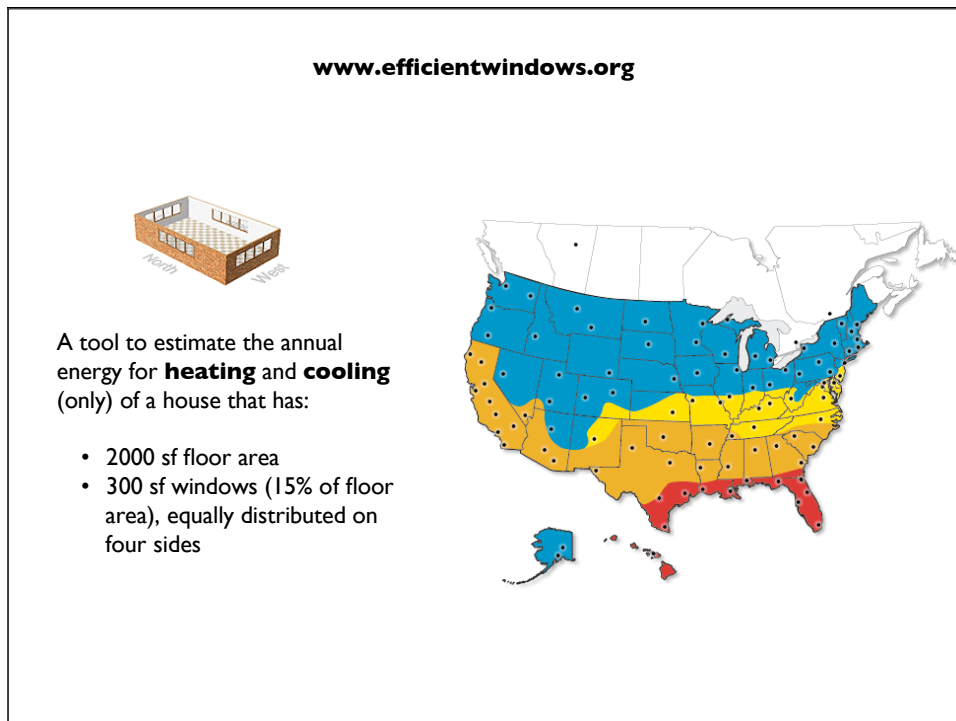 www.efficientwindows.org
North
West
A tool to estimate the annual
energy for heating and cooling
(only) of a house that has:
• 2000 sf floor area
• 300 sf windows (15% of floor
area), equally distributed on
four sides